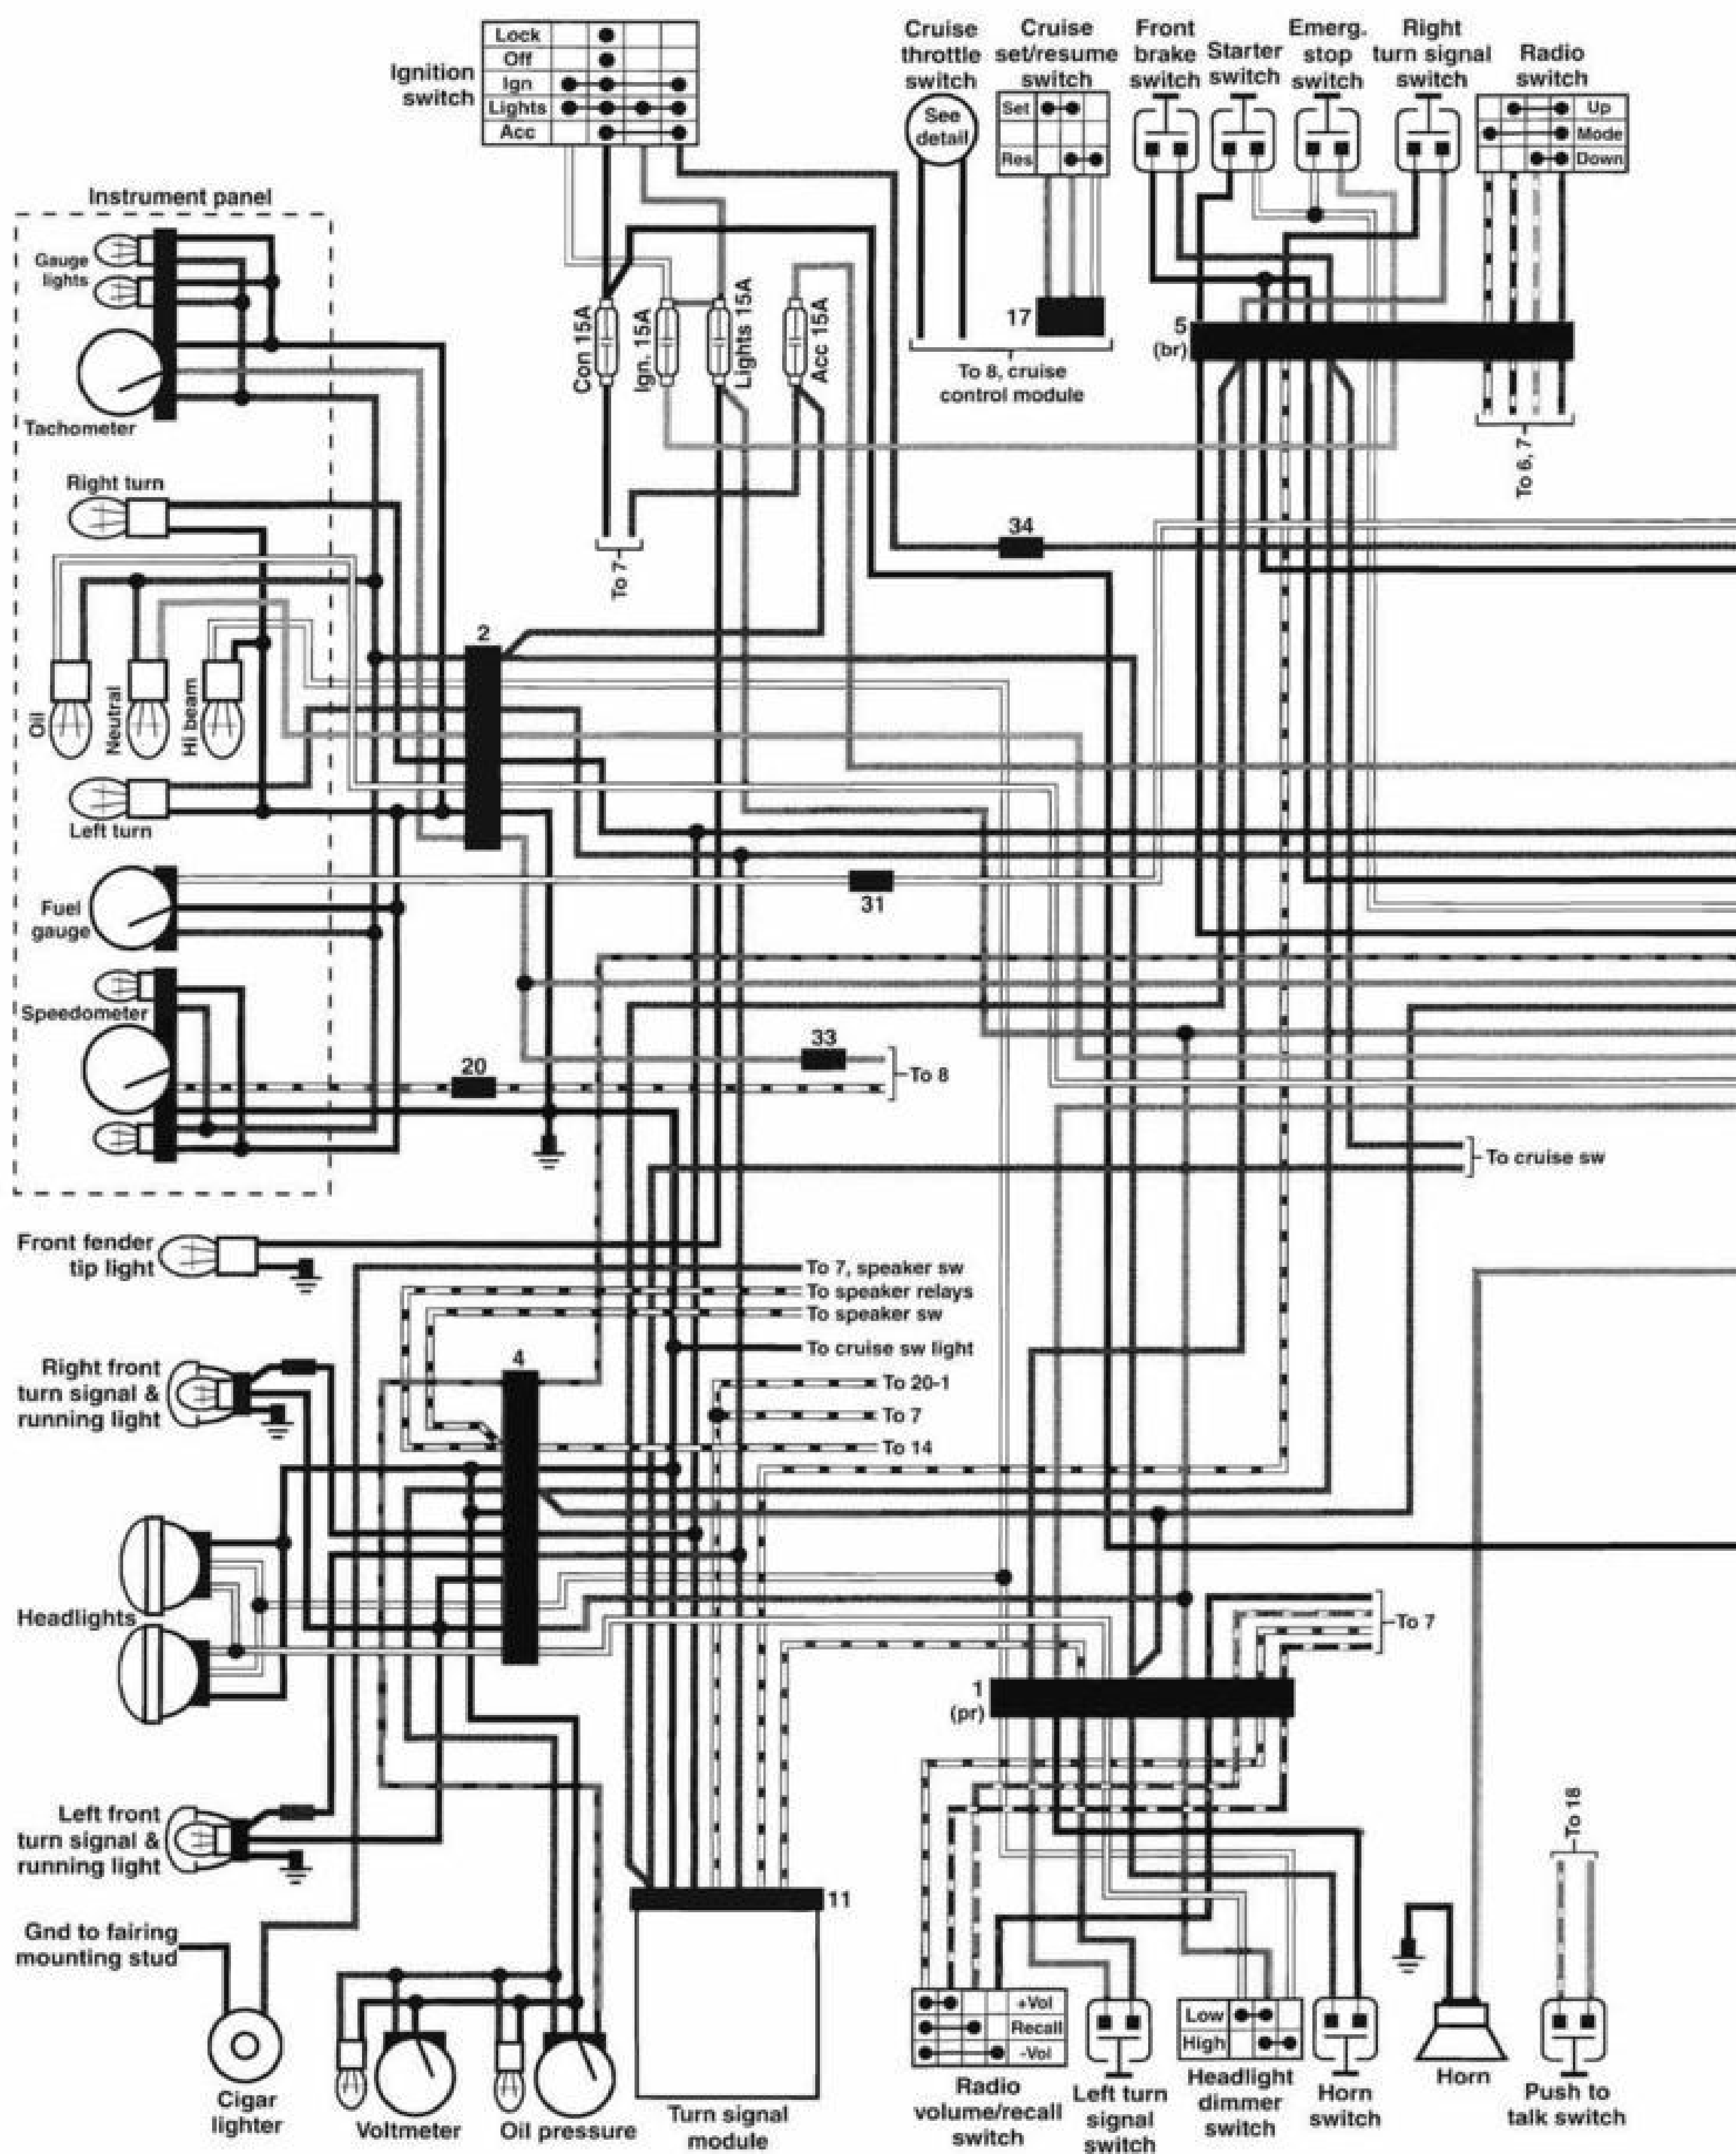 Ignition
switch
Lock
Off
Ign
Lights
Acc
Cruise
throttle
switch
See
detail
Cruise
set/resume
switch
Set
Res
Front
brake
switch
Starter
switch
Emerg.
stop
switch
Right
turn signal
switch
Radio
switch
Up
Mode
Down
Instrument panel
Gauge
lights
Tachometer
Con 15A
Ign. 15A
Lights 15A
Acc 15A
17
To 8, cruise
control module
5
(br)
To 6, 7
Right turn
To 7
34
2
Oil
Neutral
Hi beam
Left turn
Fuel
gauge
31
Speedometer
33
20
To 8
To cruise sw
Front fender
tip light
To 7, speaker sw
To speaker relays
To speaker sw
To cruise sw light
4
To 20-1
To 7
To 14
Right front
turn signal &
running light
Headlights
To 7
1
(pr)
Left front
turn signal &
running light
To 18
11
Gnd to fairing
mounting stud
Cigar
lighter
Voltmeter
Oil pressure
Turn signal
module
+Vol
Recall
-Vol
Radio
volume/recall
switch
Left turn
signal
switch
Low
High
Headlight
dimmer
switch
Horn
switch
Horn
Push to
talk switch